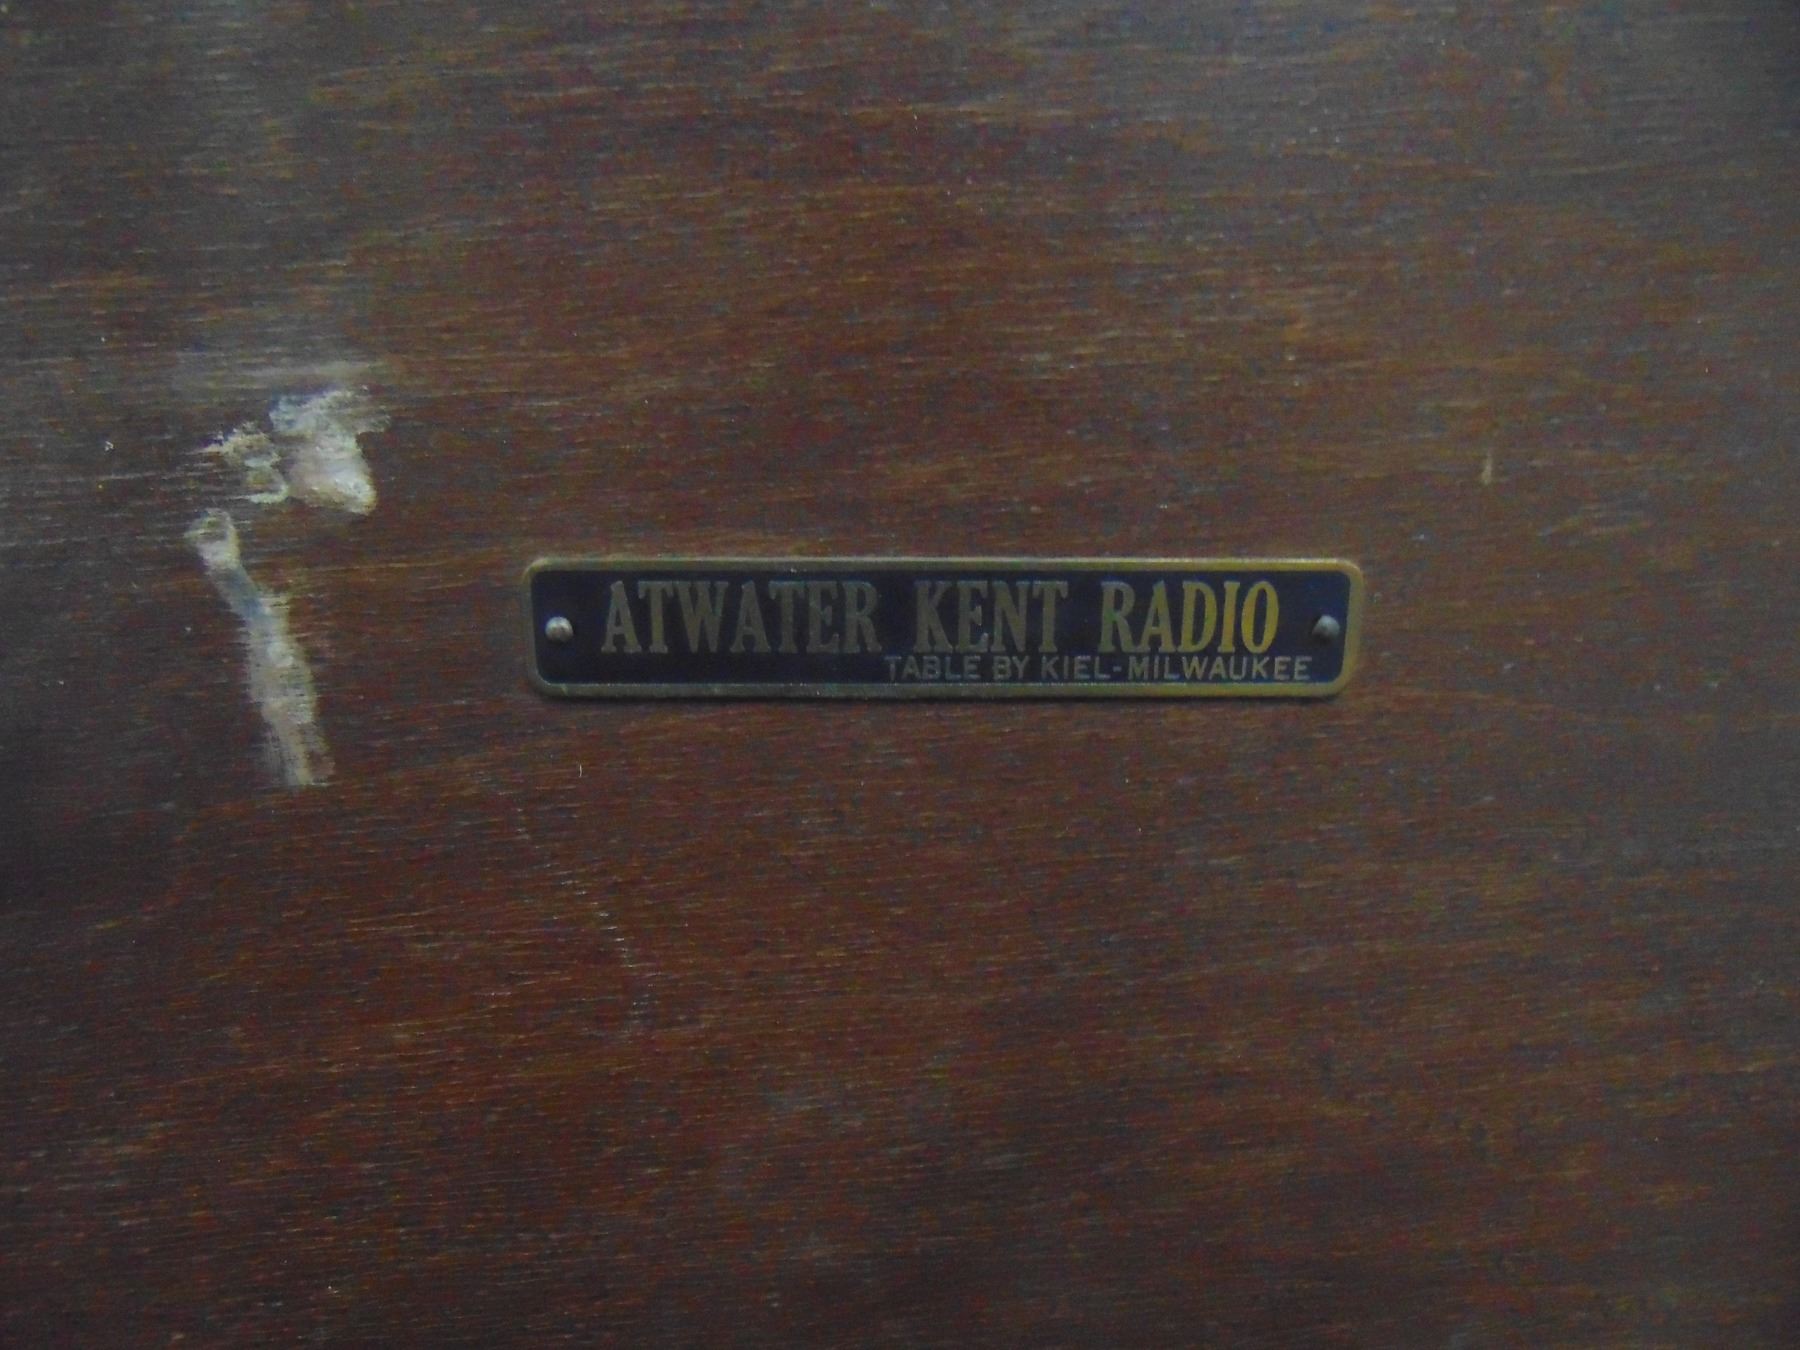 ATWATER KENT RADIO
TABLE BY KIEL-MILWAUKEE